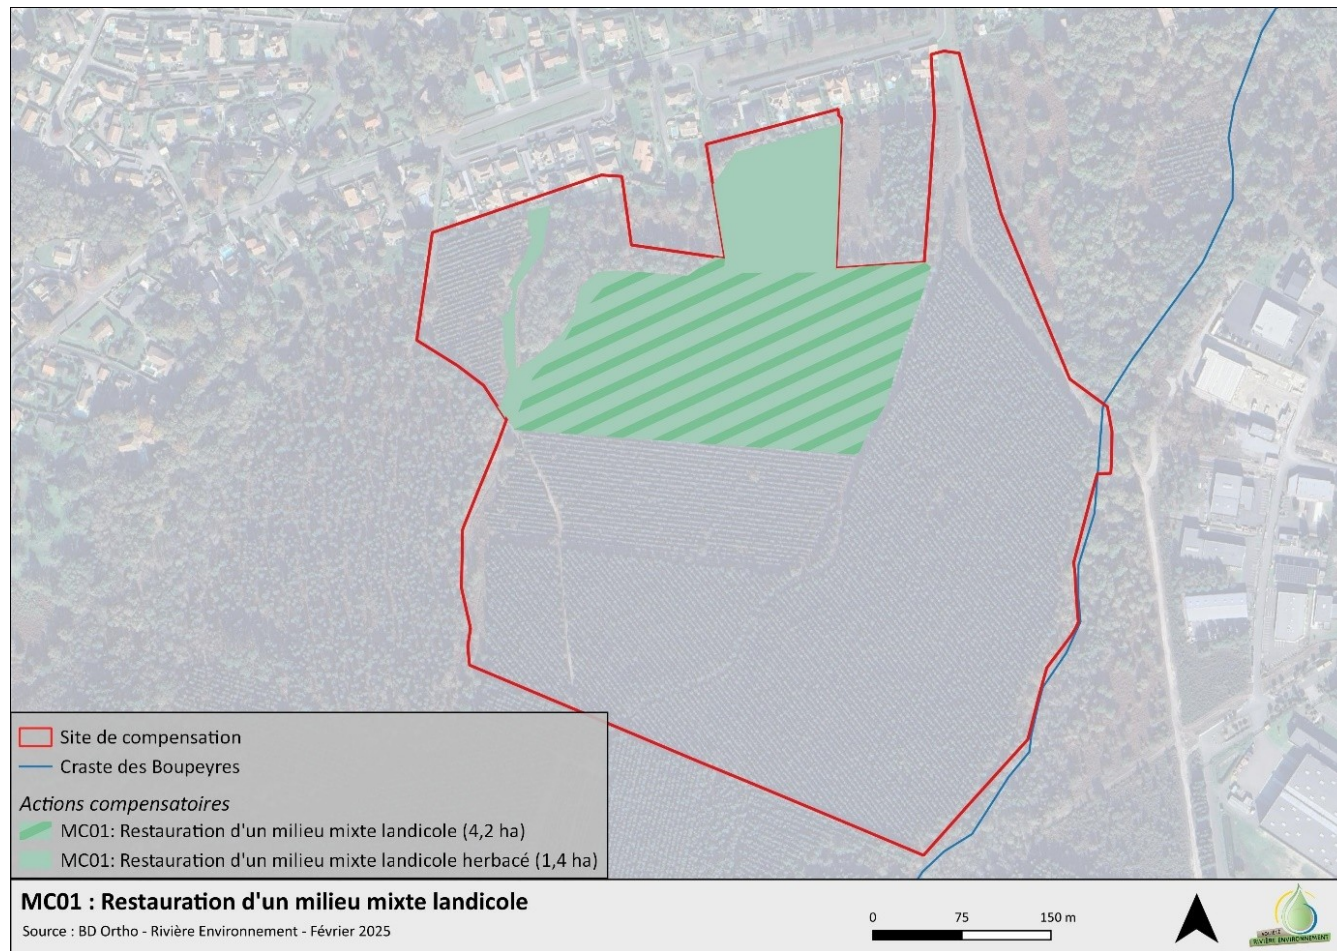 Site de compensation
Craste des Boupeyres
Actions compensatoires
MC01: Restauration d'un milieu mixte landicole (4,2 ha)
MC01: Restauration d'un milieu mixte landicole herbacé (1,4 ha)
MC01 : Restauration d'un milieu mixte landicole
Source : BD Ortho - Rivière Environnement - Février 2025
0 75 150 m
RIVIÈRE ENVIRONNEMENT